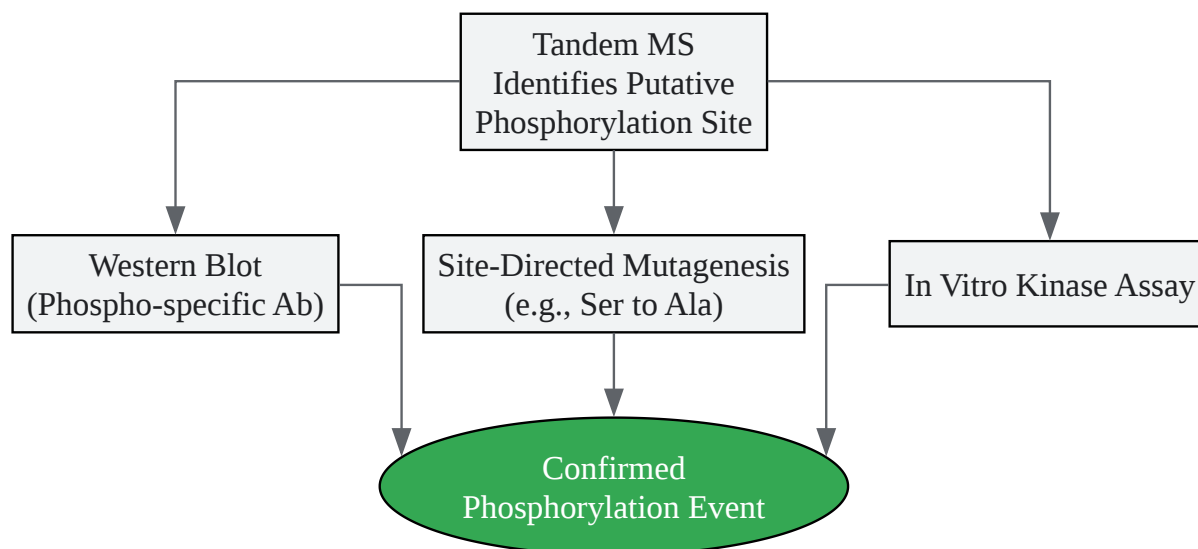 Tandem MS
Identifies Putative
Phosphorylation Site
Western Blot
(Phospho-specific Ab)
Site-Directed Mutagenesis
(e.g., Ser to Ala)
In Vitro Kinase Assay
Confirmed
Phosphorylation Event